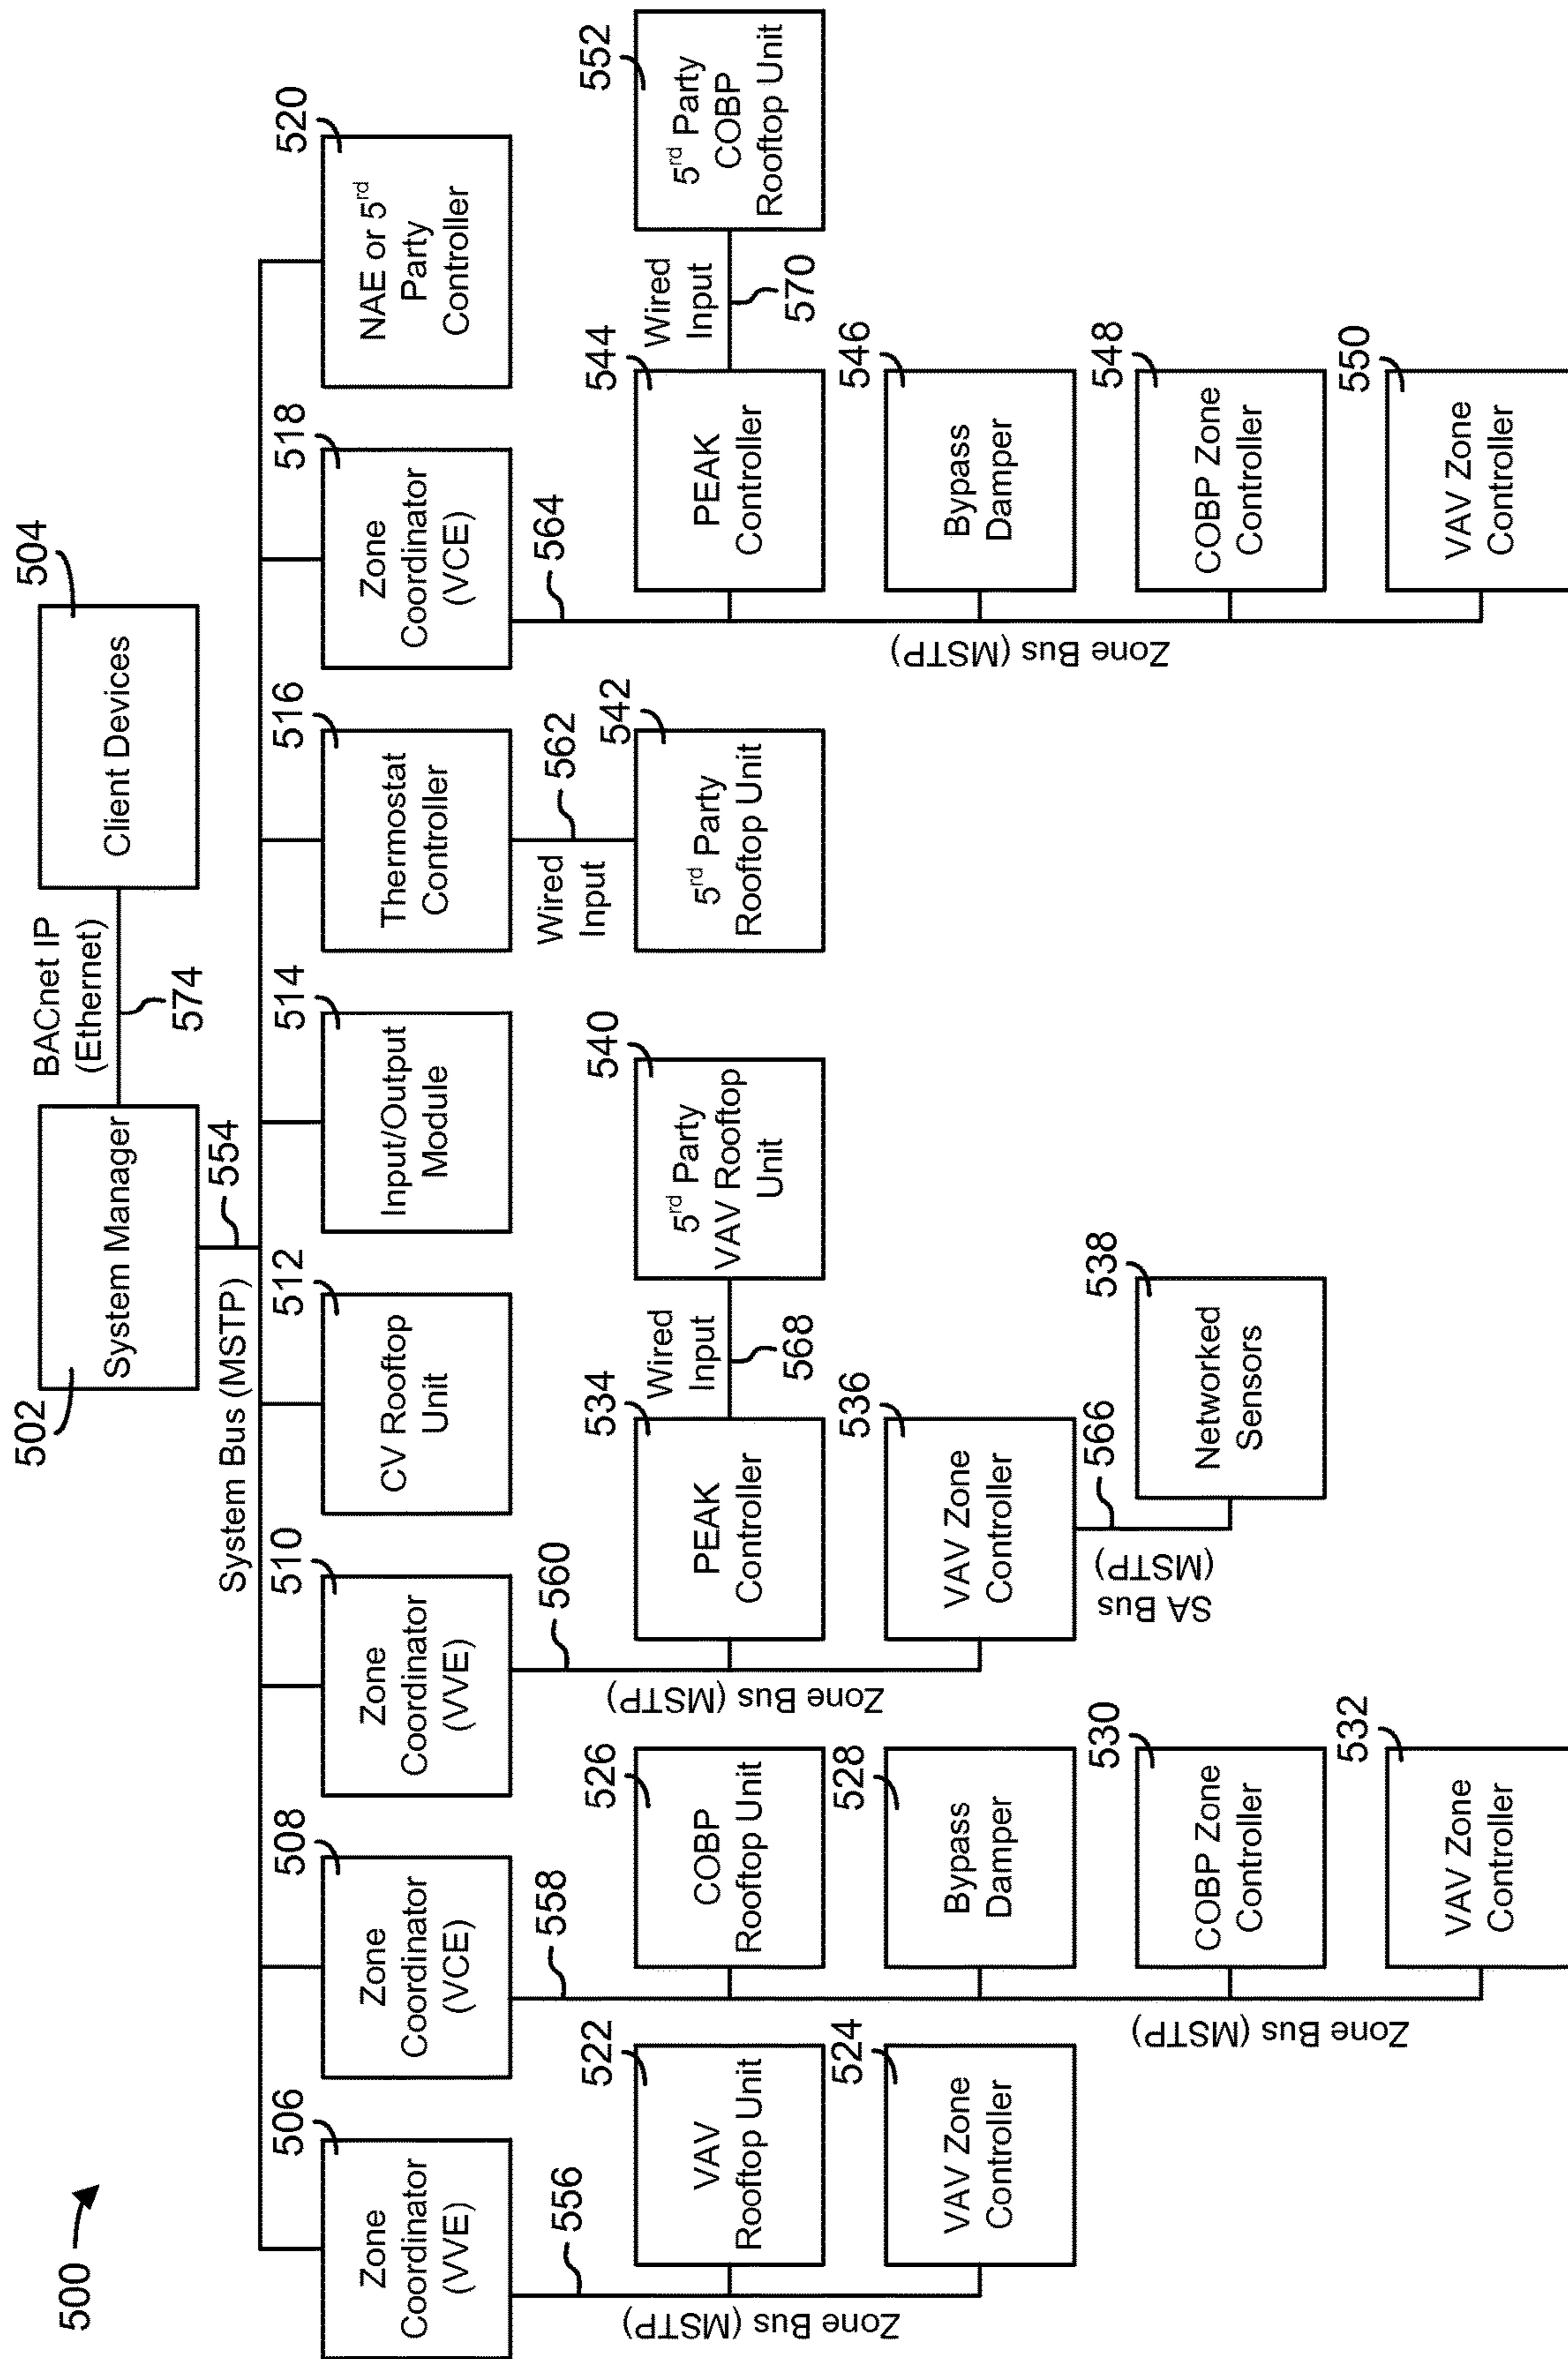 500
502
System Manager
BACnet IP
(Ethernet)
574
504
Client Devices
System Bus (MSTP)
554
506
Zone
Coordinator
(VVE)
508
Zone
Coordinator
(VCE)
510
Zone
Coordinator
(VVE)
512
CV Rooftop
Unit
514
Input/Output
Module
516
Thermostat
Controller
518
Zone
Coordinator
(VCE)
520
NAE or 5rd
Party
Controller
556
Zone Bus (MSTP)
522
VAV
Rooftop Unit
524
VAV Zone
Controller
558
Zone Bus (MSTP)
526
COBP
Rooftop Unit
528
Bypass
Damper
530
COBP Zone
Controller
532
VAV Zone
Controller
560
Zone Bus (MSTP)
534
PEAK
Controller
Wired
Input
568
540
5rd Party
VAV Rooftop
Unit
536
VAV Zone
Controller
566
SA Bus
(MSTP)
538
Networked
Sensors
562
Wired
Input
542
5rd Party
Rooftop Unit
564
Zone Bus (MSTP)
544
PEAK
Controller
Wired
Input
570
552
5rd Party
COBP
Rooftop Unit
546
Bypass
Damper
548
COBP Zone
Controller
550
VAV Zone
Controller